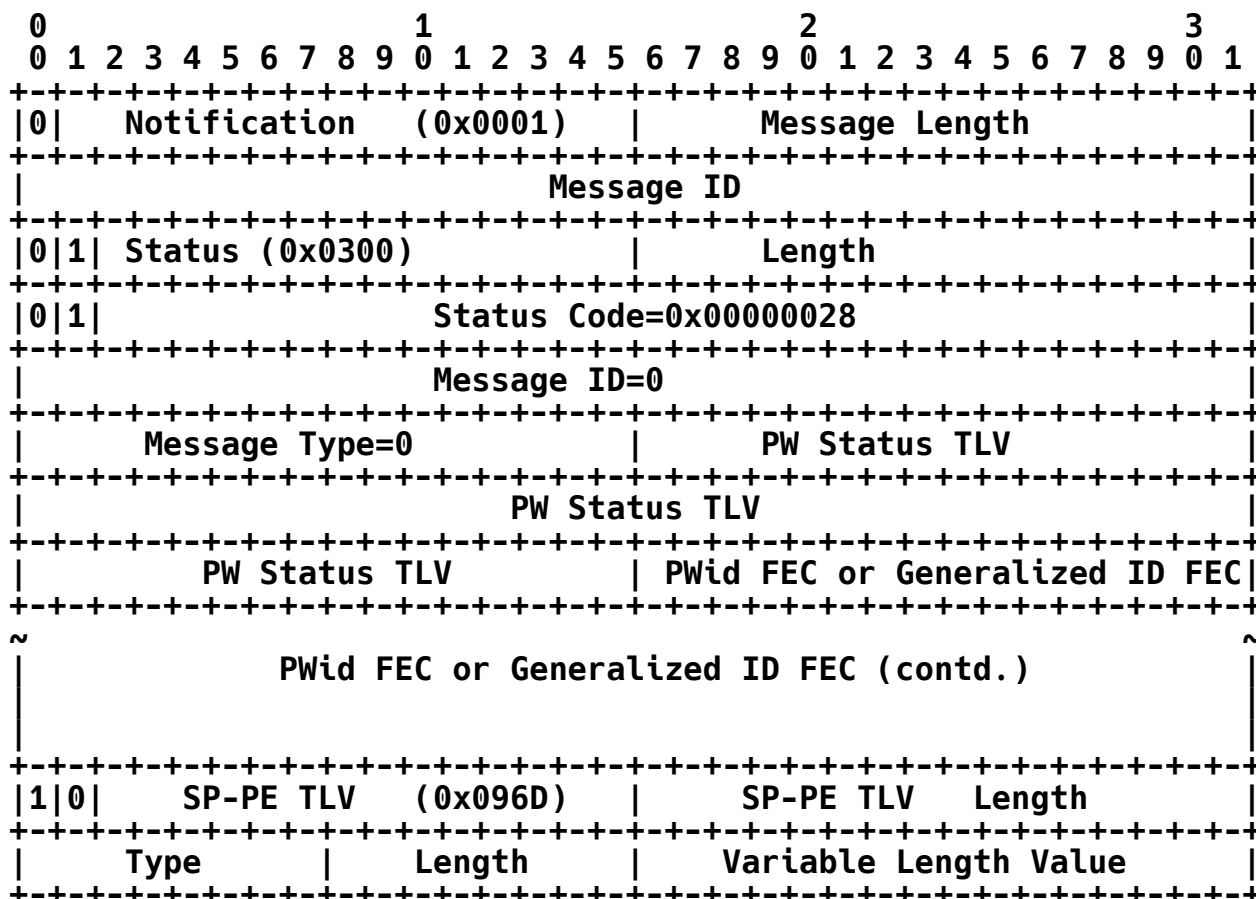 0                   1                   2                   3
 0 1 2 3 4 5 6 7 8 9 0 1 2 3 4 5 6 7 8 9 0 1 2 3 4 5 6 7 8 9 0 1
+-+-+-+-+-+-+-+-+-+-+-+-+-+-+-+-+-+-+-+-+-+-+-+-+-+-+-+-+-+-+-+-+
|0|   Notification   (0x0001)   |      Message Length           |
+-+-+-+-+-+-+-+-+-+-+-+-+-+-+-+-+-+-+-+-+-+-+-+-+-+-+-+-+-+-+-+-+
|                           Message ID                          |
+-+-+-+-+-+-+-+-+-+-+-+-+-+-+-+-+-+-+-+-+-+-+-+-+-+-+-+-+-+-+-+-+
|0|1| Status (0x0300)           |      Length                   |
+-+-+-+-+-+-+-+-+-+-+-+-+-+-+-+-+-+-+-+-+-+-+-+-+-+-+-+-+-+-+-+-+
|0|1|                 Status Code=0x00000028                    |
+-+-+-+-+-+-+-+-+-+-+-+-+-+-+-+-+-+-+-+-+-+-+-+-+-+-+-+-+-+-+-+-+
|                     Message ID=0                              |
+-+-+-+-+-+-+-+-+-+-+-+-+-+-+-+-+-+-+-+-+-+-+-+-+-+-+-+-+-+-+-+-+
|      Message Type=0           |      PW Status TLV            |
+-+-+-+-+-+-+-+-+-+-+-+-+-+-+-+-+-+-+-+-+-+-+-+-+-+-+-+-+-+-+-+-+
|                         PW Status TLV                         |
+-+-+-+-+-+-+-+-+-+-+-+-+-+-+-+-+-+-+-+-+-+-+-+-+-+-+-+-+-+-+-+-+
|         PW Status TLV         | PWid FEC or Generalized ID FEC|
+-+-+-+-+-+-+-+-+-+-+-+-+-+-+-+-+-+-+-+-+-+-+-+-+-+-+-+-+-+-+-+-+
~                                                               ~
|             PWid FEC or Generalized ID FEC (contd.)           |
|                                                               |
|                                                               |
+-+-+-+-+-+-+-+-+-+-+-+-+-+-+-+-+-+-+-+-+-+-+-+-+-+-+-+-+-+-+-+-+
|1|0|    SP-PE TLV   (0x096D)   |     SP-PE TLV   Length        |
+-+-+-+-+-+-+-+-+-+-+-+-+-+-+-+-+-+-+-+-+-+-+-+-+-+-+-+-+-+-+-+-+
|     Type      |    Length     |    Variable Length Value      |
+-+-+-+-+-+-+-+-+-+-+-+-+-+-+-+-+-+-+-+-+-+-+-+-+-+-+-+-+-+-+-+-+